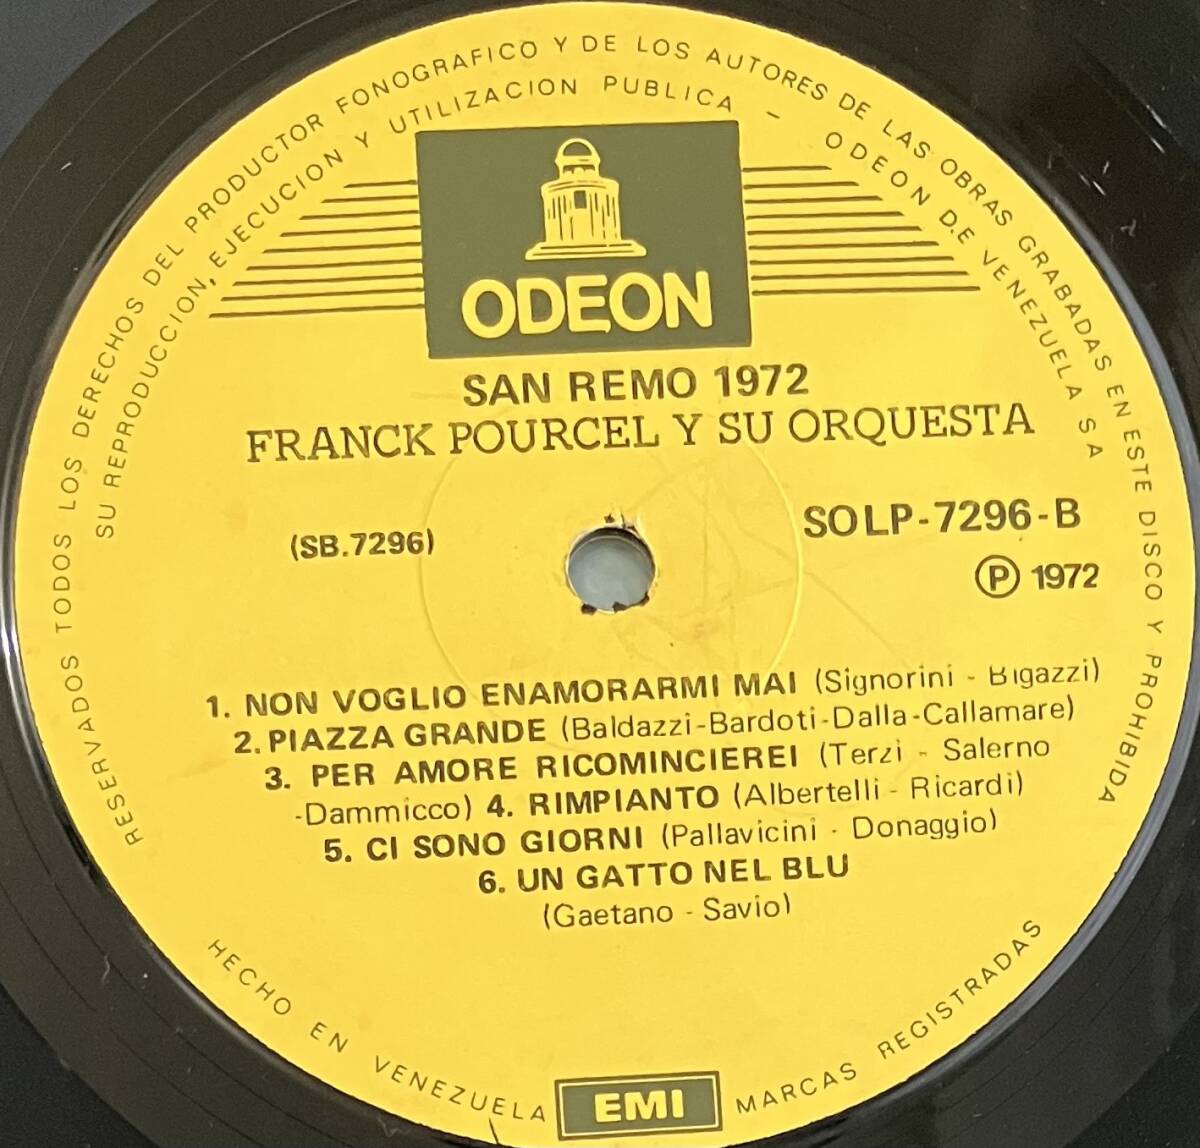 RESERVADOS TODOS LOS DERECHOS DEL PRODUCTOR FONOGRAFICO Y DE LOS AUTORES DE LAS OBRAS GRABADAS EN ESTE DISCO Y PROHIBIDA
SU REPRODUCCION, EJECUCION Y UTILIZACION PUBLICA - ODEON D.E VENEZUELA S A
ODEON
SAN REMO 1972
FRANCK POURCEL Y SU ORQUESTA
(SB.7296)
SOLP-7296-B
Ⓟ 1972
1. NON VOGLIO ENAMORARMI MAI (Signorini - Bigazzi)
2. PIAZZA GRANDE (Baldazzi-Bardoti-Dalla-Callamare)
3. PER AMORE RICOMINCIEREI (Terzi - Salerno
-Dammicco) 4. RIMPIANTO (Albertelli - Ricardi)
5. CI SONO GIORNI (Pallavicini - Donaggio)
6. UN GATTO NEL BLU
(Gaetano - Savio)
HECHO EN VENEZUELA
EMI
MARCAS REGISTRADAS